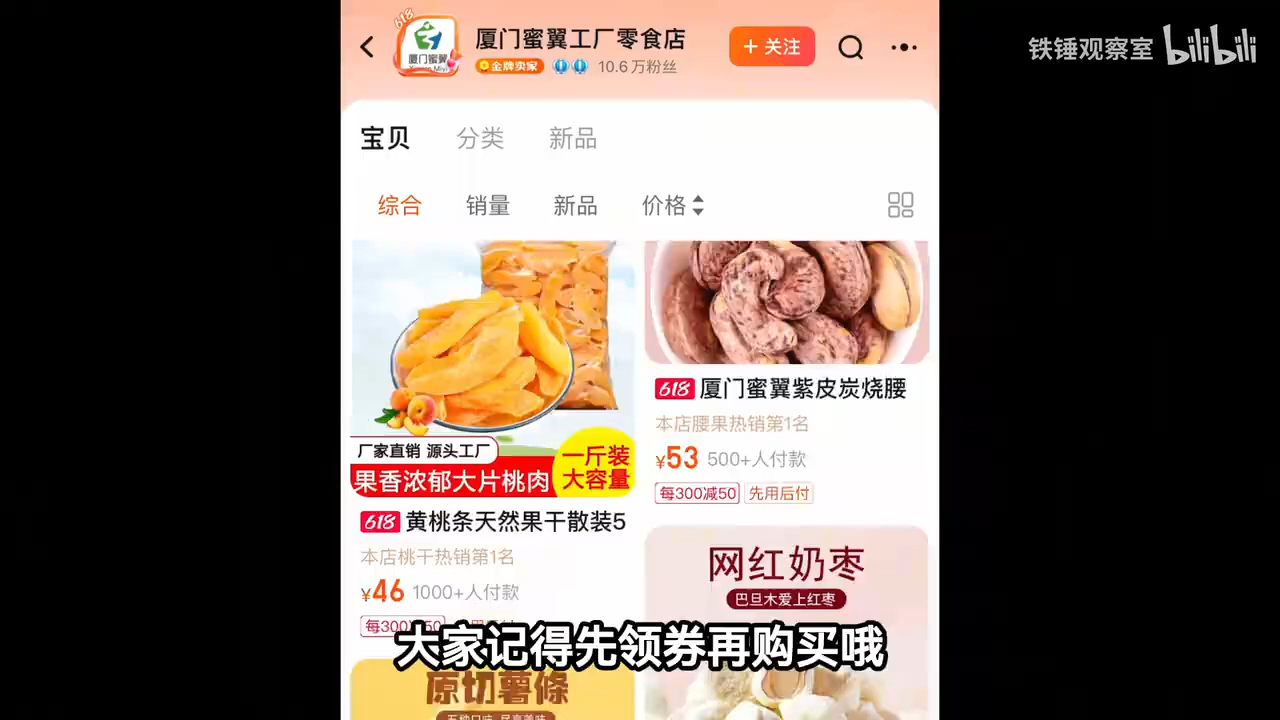 618
厦门蜜翼
厦门蜜翼工厂零食店
金牌卖家
10.6万粉丝
+ 关注
铁锤观察室 bilibili
宝贝
分类
新品
综合
销量
新品
价格
厂家直销 源头工厂
果香浓郁大片桃肉
一斤装
大容量
618 黄桃条天然果干散装5
本店桃干热销第1名
¥46 1000+人付款
618 厦门蜜翼紫皮炭烧腰
本店腰果热销第1名
¥53 500+人付款
每300减50
先用后付
网红奶枣
巴旦木爱上红枣
大家记得先领券再购买哦
原切薯條